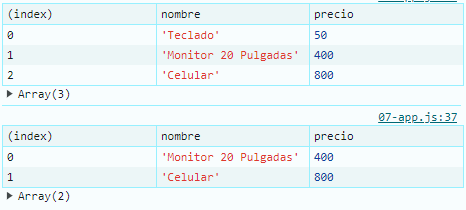 (index) nombre precio
0 'Teclado' 50
1 'Monitor 20 Pulgadas' 400
2 'Celular' 800
▶ Array(3)
07-app.js:37
(index) nombre precio
0 'Monitor 20 Pulgadas' 400
1 'Celular' 800
▶ Array(2)